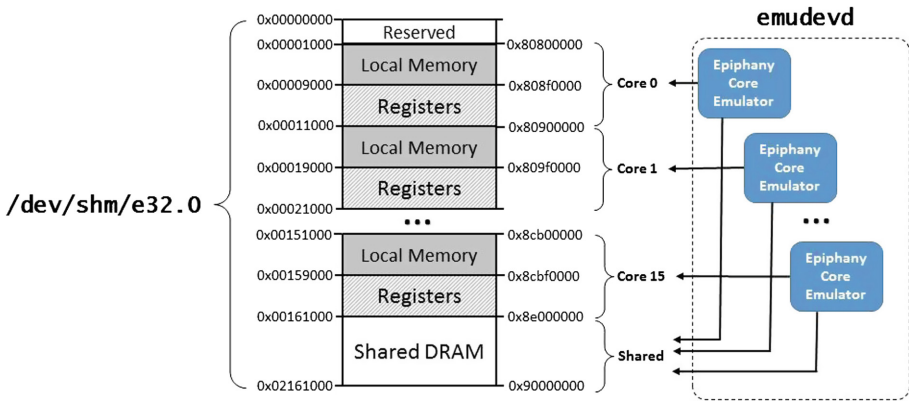 emudevd
0x00000000
Reserved
0x00001000
0x80800000
Local Memory
0x00009000
0x808f0000
Core 0
Registers
0x00011000
0x80900000
Local Memory
0x00019000
0x809f0000
Core 1
Registers
0x00021000
...
/dev/shm/e32.0
0x00151000
0x8cb00000
Local Memory
0x00159000
0x8cbf0000
Core 15
Registers
0x00161000
0x8e000000
Shared DRAM
Shared
0x02161000
0x90000000
Epiphany
Core
Emulator
Epiphany
Core
Emulator
...
Epiphany
Core
Emulator